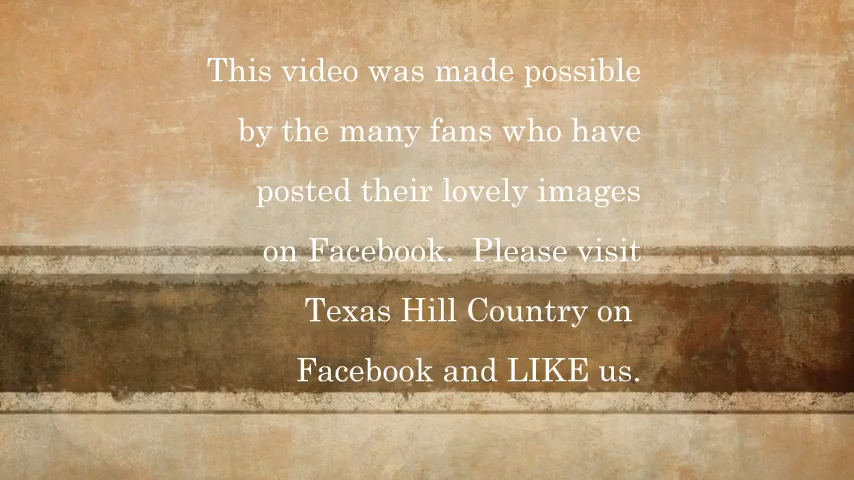 This video was made possible
by the many fans who have
posted their lovely images
on Facebook.  Please visit
Texas Hill Country on
Facebook and LIKE us.